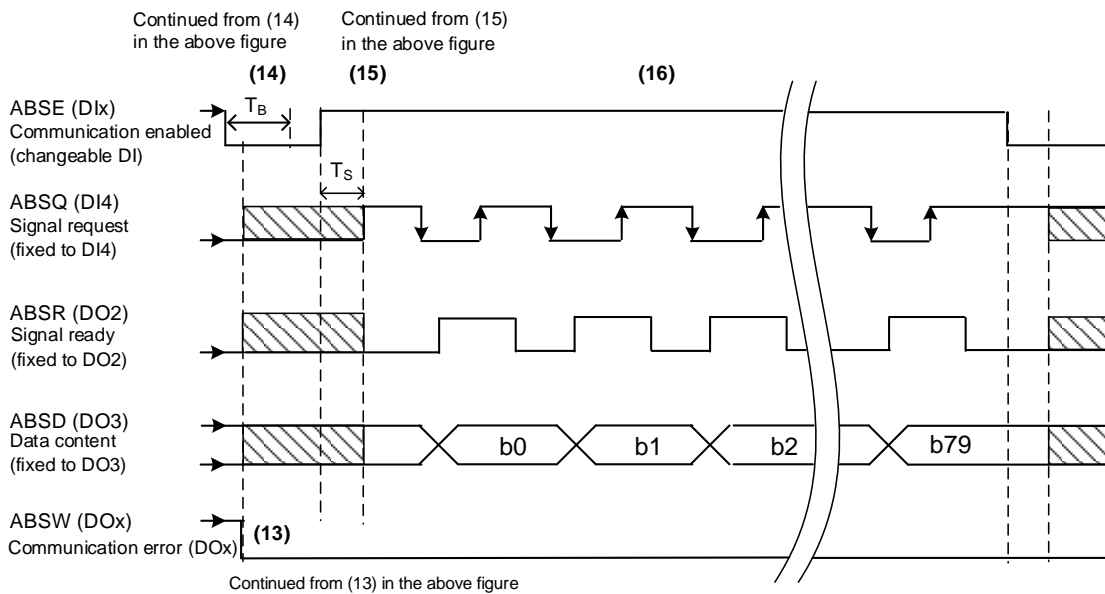 Continued from (14)
in the above figure
Continued from (15)
in the above figure
(14)
(15)
(16)
ABSE (DIx)
Communication enabled
(changeable DI)
TB
TS
ABSQ (DI4)
Signal request
(fixed to DI4)
ABSR (DO2)
Signal ready
(fixed to DO2)
ABSD (DO3)
Data content
(fixed to DO3)
b0
b1
b2
b79
ABSW (DOx)
Communication error (DOx)
(13)
Continued from (13) in the above figure